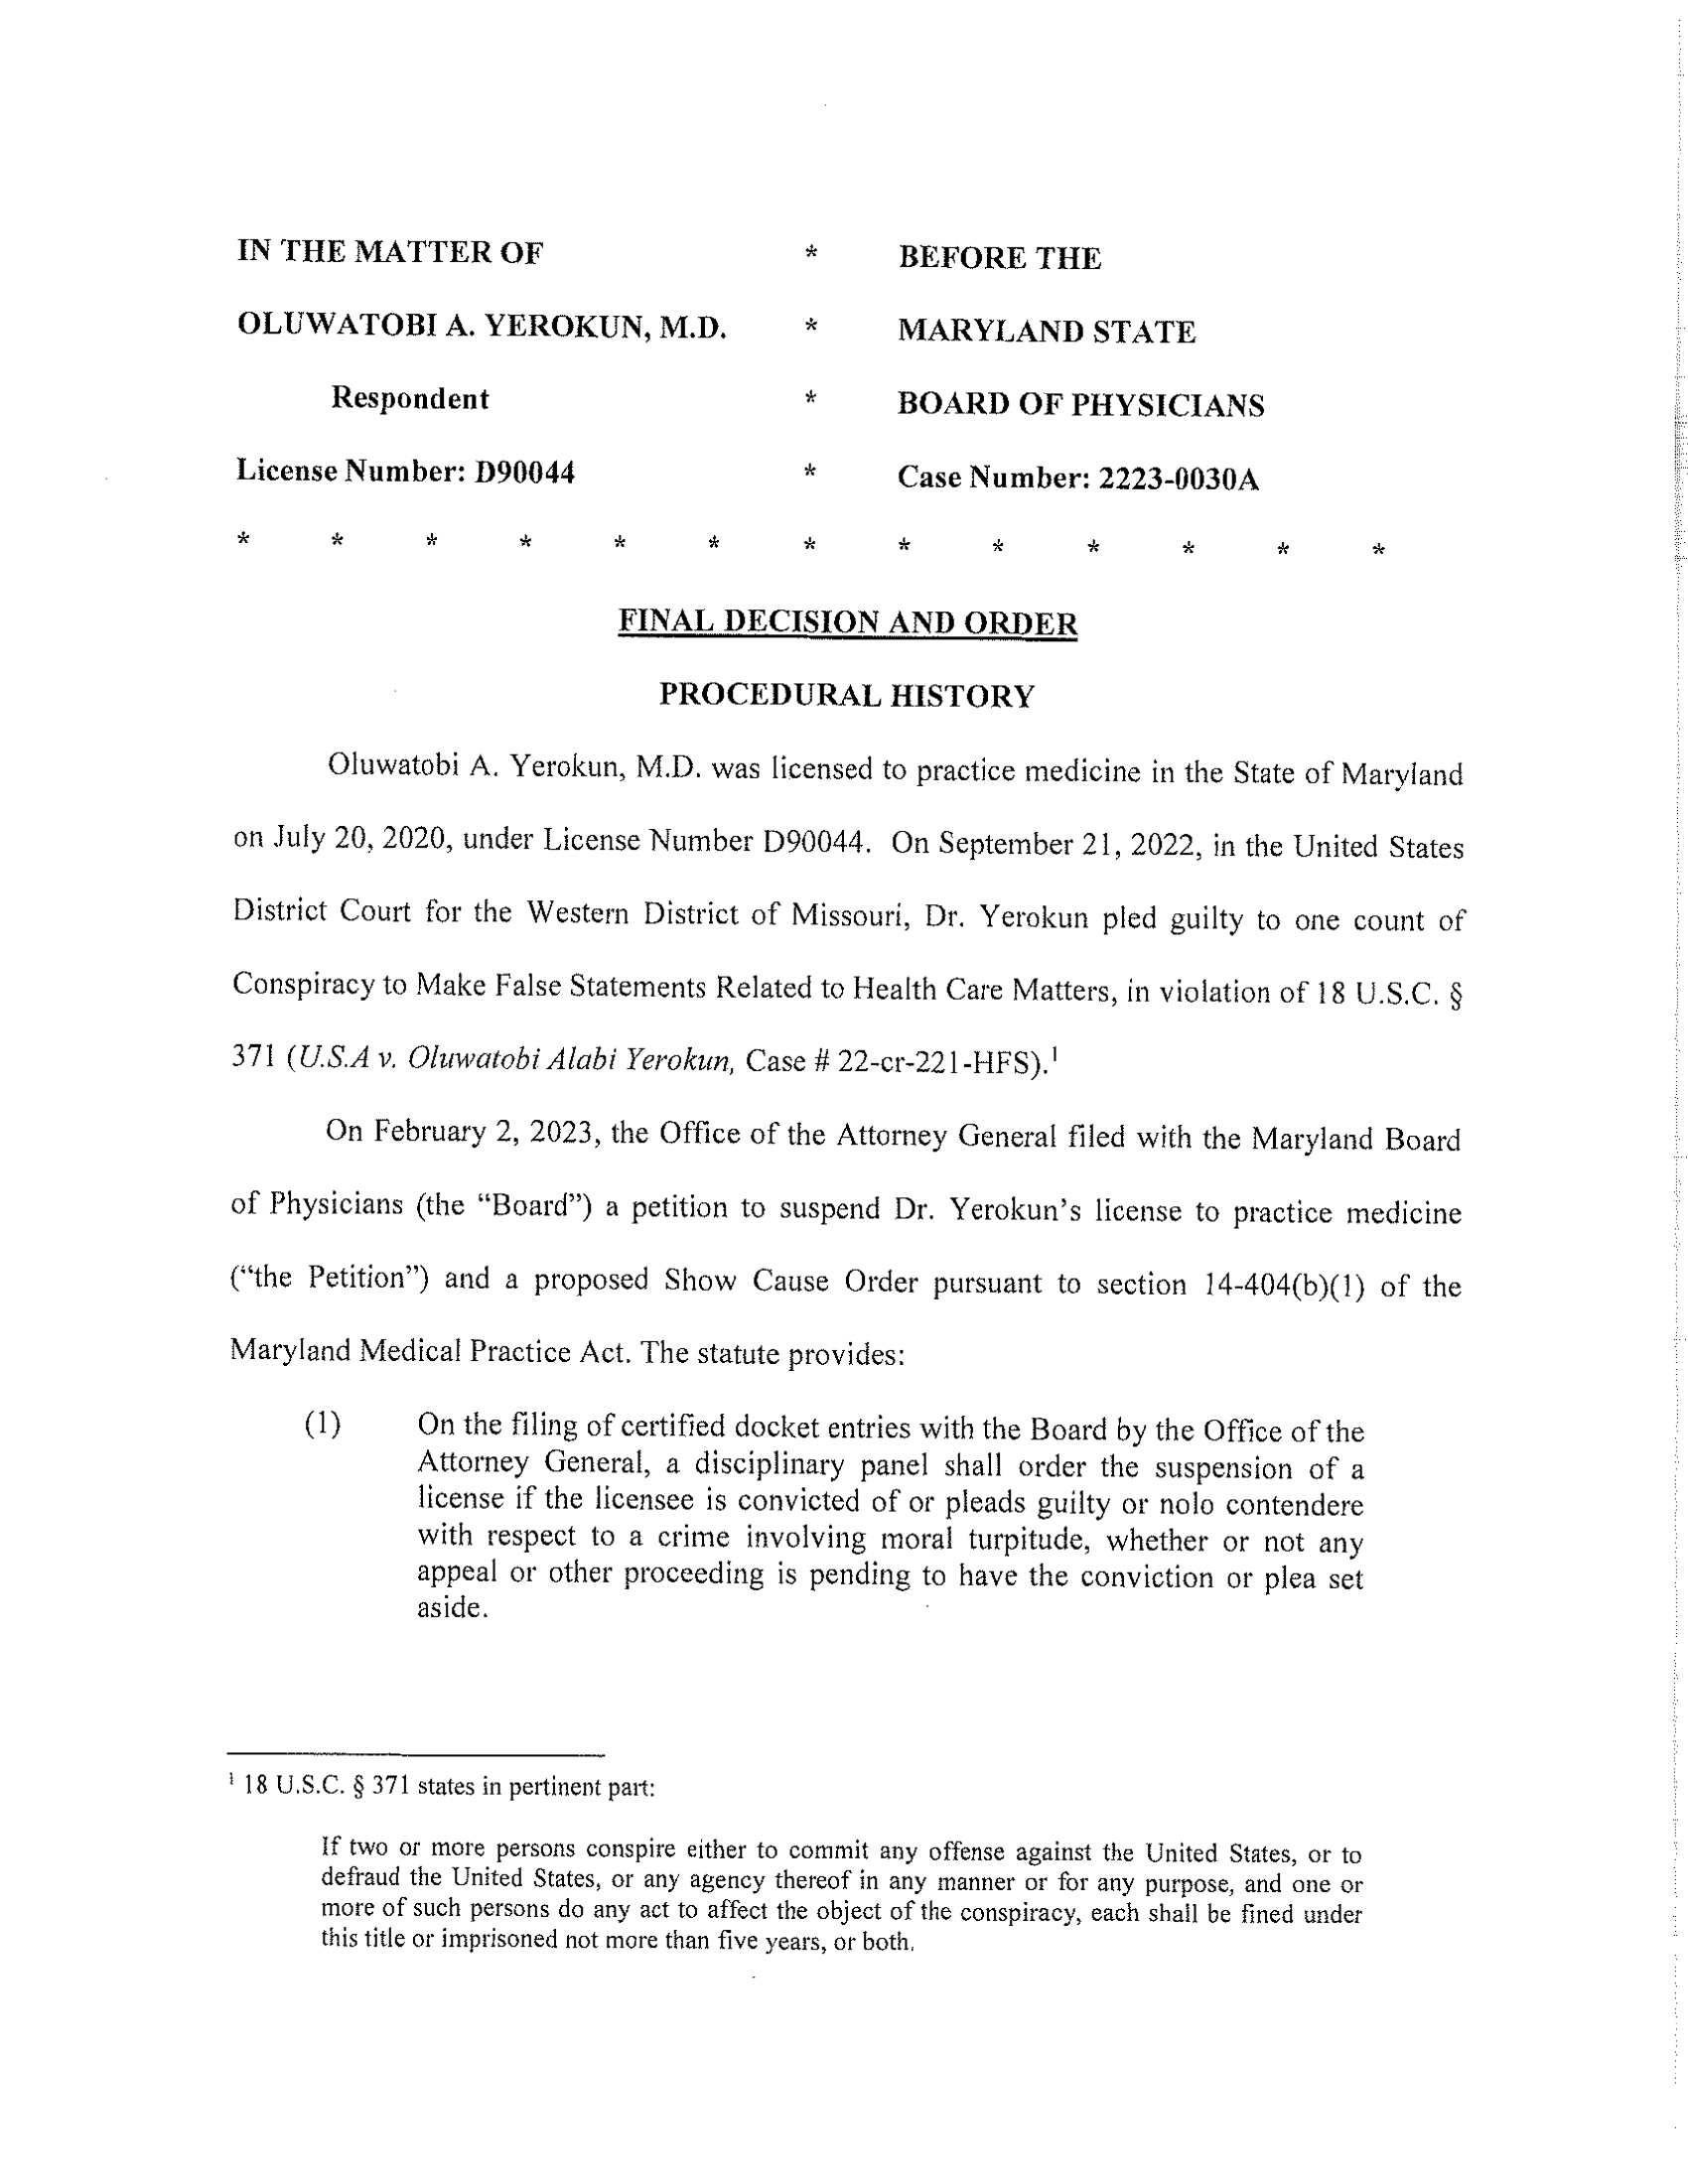 IN THE MATTER OF * BEFORE THE
OLUWATOBI A. YEROKUN, M.D. * MARYLAND STATE
Respondent * BOARD OF PHYSICIANS
License Number: D90044 * Case Number: 2223-0030A
* * * * * * * * * * * * *
FINAL DECISION AND ORDER
PROCEDURAL HISTORY
Oluwatobi A. Yerokun, M.D. was licensed to practice medicine in the State of Maryland
on July 20, 2020, under License Number D90044. On September 21, 2022, in the United States
District Court for the Western District of Missouri, Dr. Yerokun pled guilty to one count of
Conspiracy to Make False Statements Related to Health Care Matters, in violation of 18 U.S.C. §
371 (U.S.A v. Oluwatobi Alabi Yerokun, Case # 22-cr-221-HFS).¹
On February 2, 2023, the Office of the Attorney General filed with the Maryland Board
of Physicians (the “Board”) a petition to suspend Dr. Yerokun’s license to practice medicine
(“the Petition”) and a proposed Show Cause Order pursuant to section 14-404(b)(1) of the
Maryland Medical Practice Act. The statute provides:
(1) On the filing of certified docket entries with the Board by the Office of the
Attorney General, a disciplinary panel shall order the suspension of a
license if the licensee is convicted of or pleads guilty or nolo contendere
with respect to a crime involving moral turpitude, whether or not any
appeal or other proceeding is pending to have the conviction or plea set
aside.
¹ 18 U.S.C. § 371 states in pertinent part:
If two or more persons conspire either to commit any offense against the United States, or to
defraud the United States, or any agency thereof in any manner or for any purpose, and one or
more of such persons do any act to affect the object of the conspiracy, each shall be fined under
this title or imprisoned not more than five years, or both.